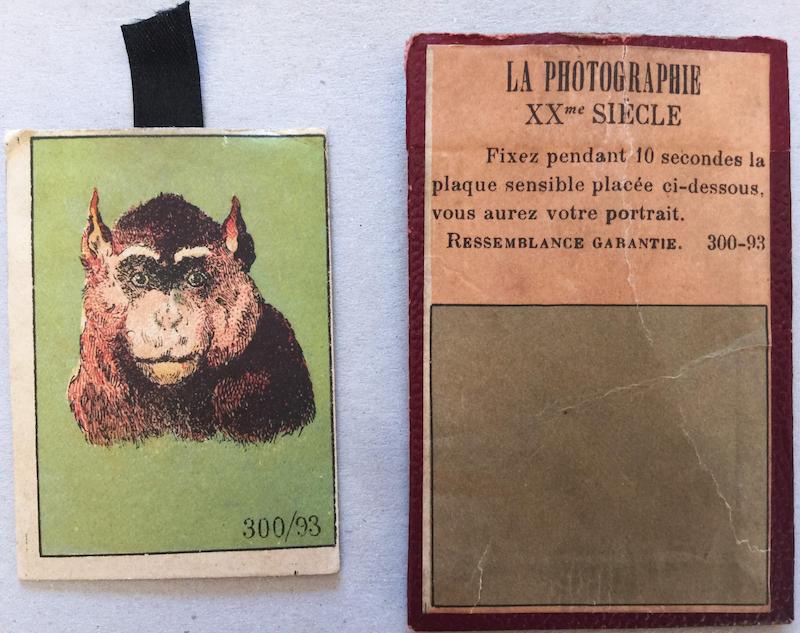 300/93
LA PHOTOGRAPHIE
XXme SIÈCLE
Fixez pendant 10 secondes la
plaque sensible placée ci-dessous,
vous aurez votre portrait.
RESSEMBLANCE GARANTIE. 300-93